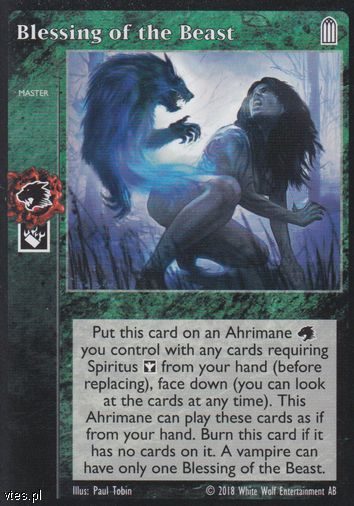 Blessing of the Beast
MASTER
Put this card on an Ahrimane
you control with any cards requiring
Spiritus from your hand (before
replacing), face down (you can look
at the cards at any time). This
Ahrimane can play these cards as if
from your hand. Burn this card if it
has no cards on it. A vampire can
have only one Blessing of the Beast.
Illus: Paul Tobin © 2018 White Wolf Entertainment AB
vtes.pl